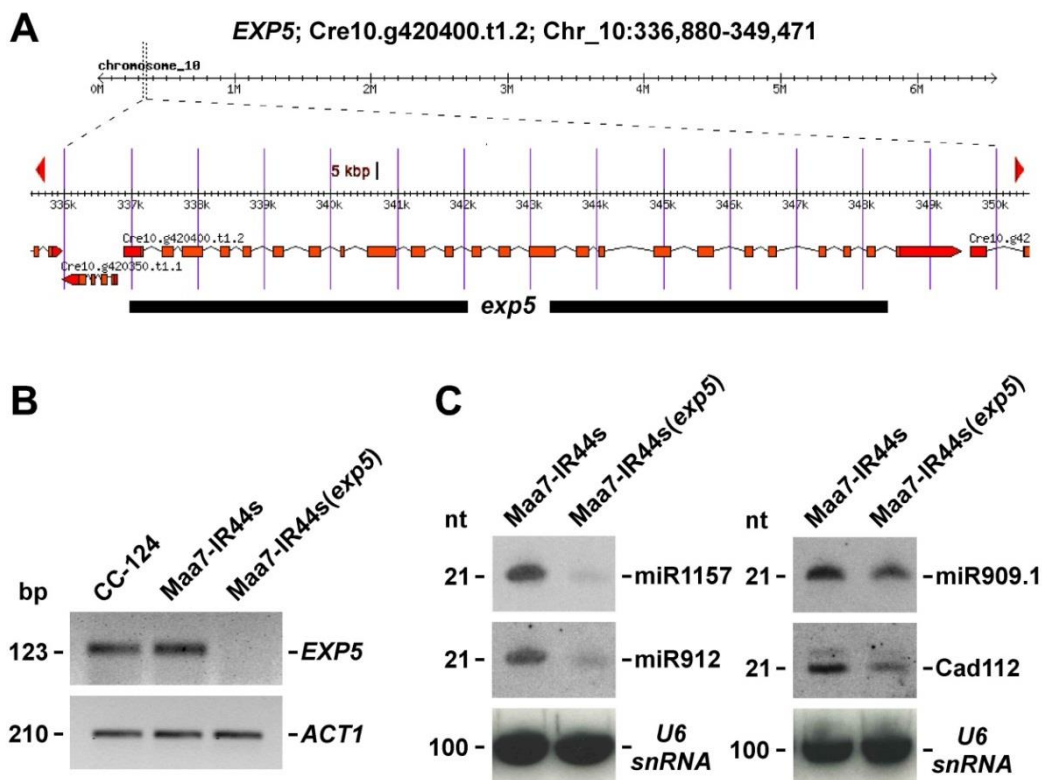 A
EXP5; Cre10.g420400.t1.2; Chr_10:336,880-349,471
chromosome_10
0M 1M 2M 3M 4M 5M 6M
5 kbp
336k 337k 338k 339k 340k 341k 342k 343k 344k 345k 346k 347k 348k 349k 350k
Cre10.g420400.t1.2 Cre10.g42
Cre10.g420350.t1.1
exp5
B
bp CC-124 Maa7-IR44s Maa7-IR44s(exp5)
123 - -EXP5
210 - -ACT1
C
nt Maa7-IR44s Maa7-IR44s(exp5)
21 - -miR1157
21 - -miR912
100 - - U6 snRNA
nt Maa7-IR44s Maa7-IR44s(exp5)
21 - -miR909.1
21 - -Cad112
100 - - U6 snRNA